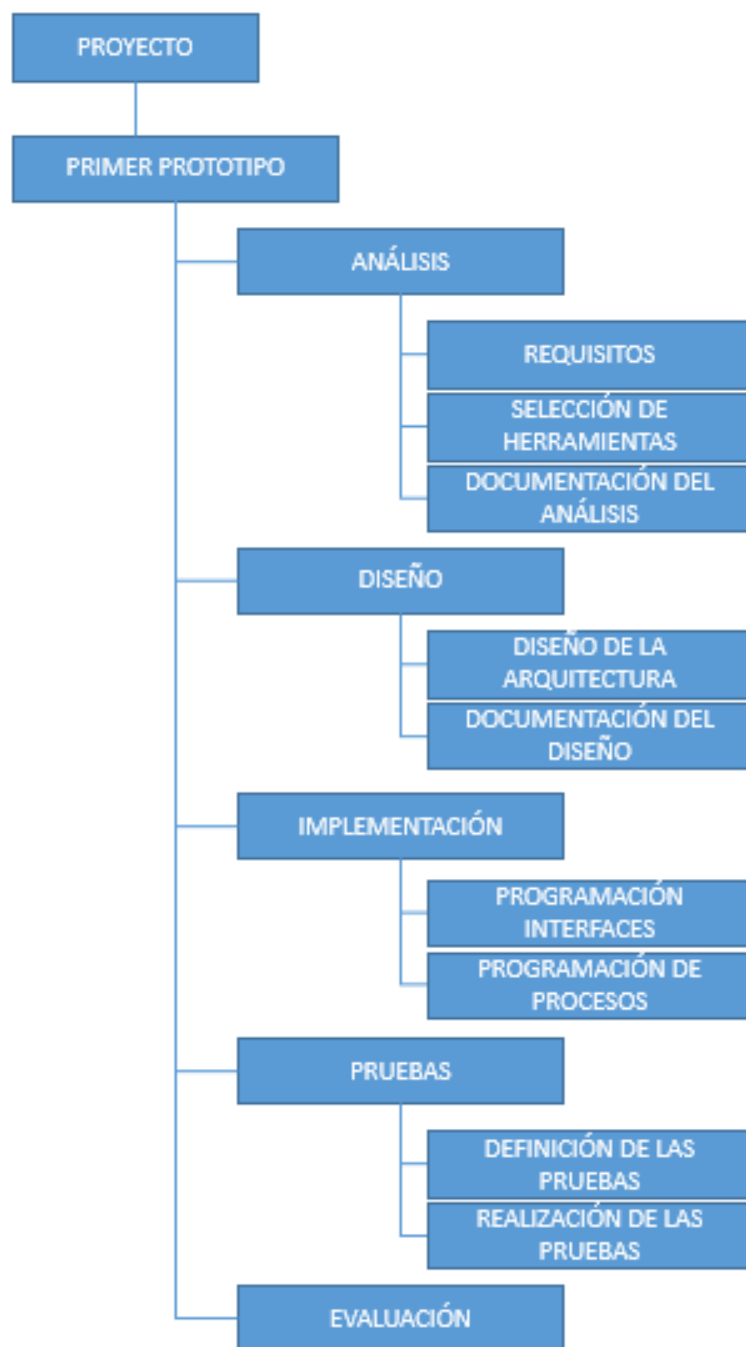 PROYECTO
PRIMER PROTOTIPO
ANÁLISIS
REQUISITOS
SELECCIÓN DE
HERRAMIENTAS
DOCUMENTACIÓN DEL
ANÁLISIS
DISEÑO
DISEÑO DE LA
ARQUITECTURA
DOCUMENTACIÓN DEL
DISEÑO
IMPLEMENTACIÓN
PROGRAMACIÓN
INTERFACES
PROGRAMACIÓN DE
PROCESOS
PRUEBAS
DEFINICIÓN DE LAS
PRUEBAS
REALIZACIÓN DE LAS
PRUEBAS
EVALUACIÓN